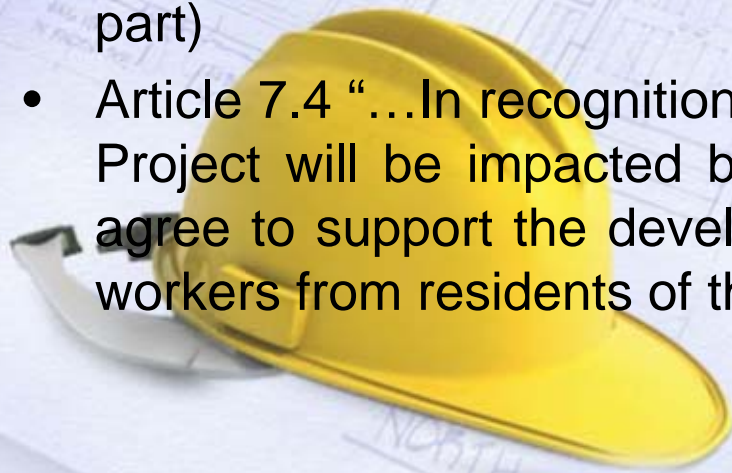 part)
• Article 7.4 “…In recognition
Project will be impacted b
agree to support the devel
workers from residents of th
NORTH